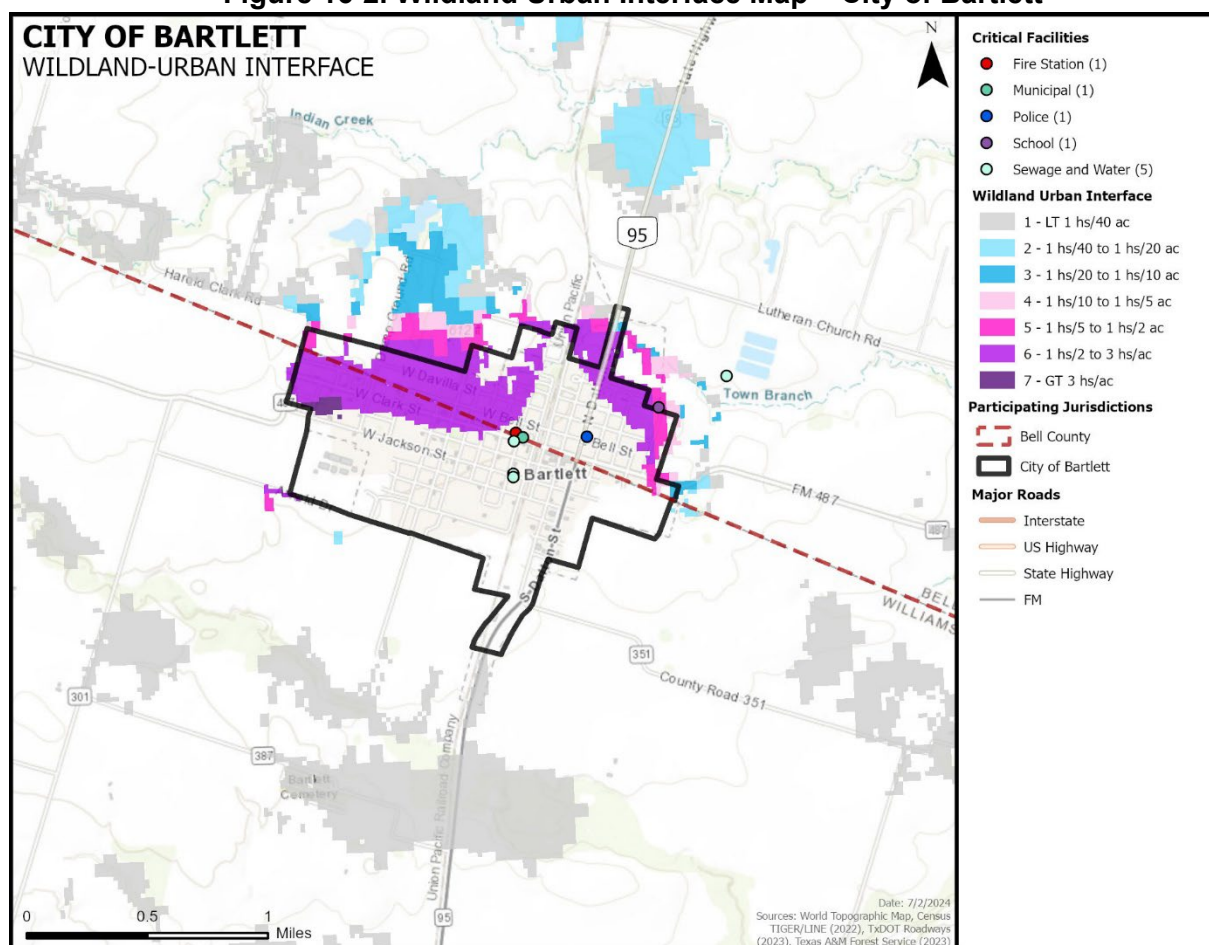 Figure 16-2. Wildland Urban Interface Map – City of Bartlett
CITY OF BARTLETT
WILDLAND-URBAN INTERFACE
N
Indian Creek
State High
95
Union Pacific
Harold Clark Rd
Lutheran Church Rd
Town Branch
W Davilla St
W Clark St
W Bell St
W Jackson St
Bell St
Bartlett
FM 487
487
S Dalton St
BELL
WILLIAMS
351
County Road 351
301
387
Bartlett
Cemetery
Union Pacific Railroad Company
95
0 0.5 1
Miles
Date: 7/2/2024
Sources: World Topographic Map, Census
TIGER/LINE (2022), TxDOT Roadways
(2023), Texas A&M Forest Service (2023)
Critical Facilities
Fire Station (1)
Municipal (1)
Police (1)
School (1)
Sewage and Water (5)
Wildland Urban Interface
1 - LT 1 hs/40 ac
2 - 1 hs/40 to 1 hs/20 ac
3 - 1 hs/20 to 1 hs/10 ac
4 - 1 hs/10 to 1 hs/5 ac
5 - 1 hs/5 to 1 hs/2 ac
6 - 1 hs/2 to 3 hs/ac
7 - GT 3 hs/ac
Participating Jurisdictions
Bell County
City of Bartlett
Major Roads
Interstate
US Highway
State Highway
FM